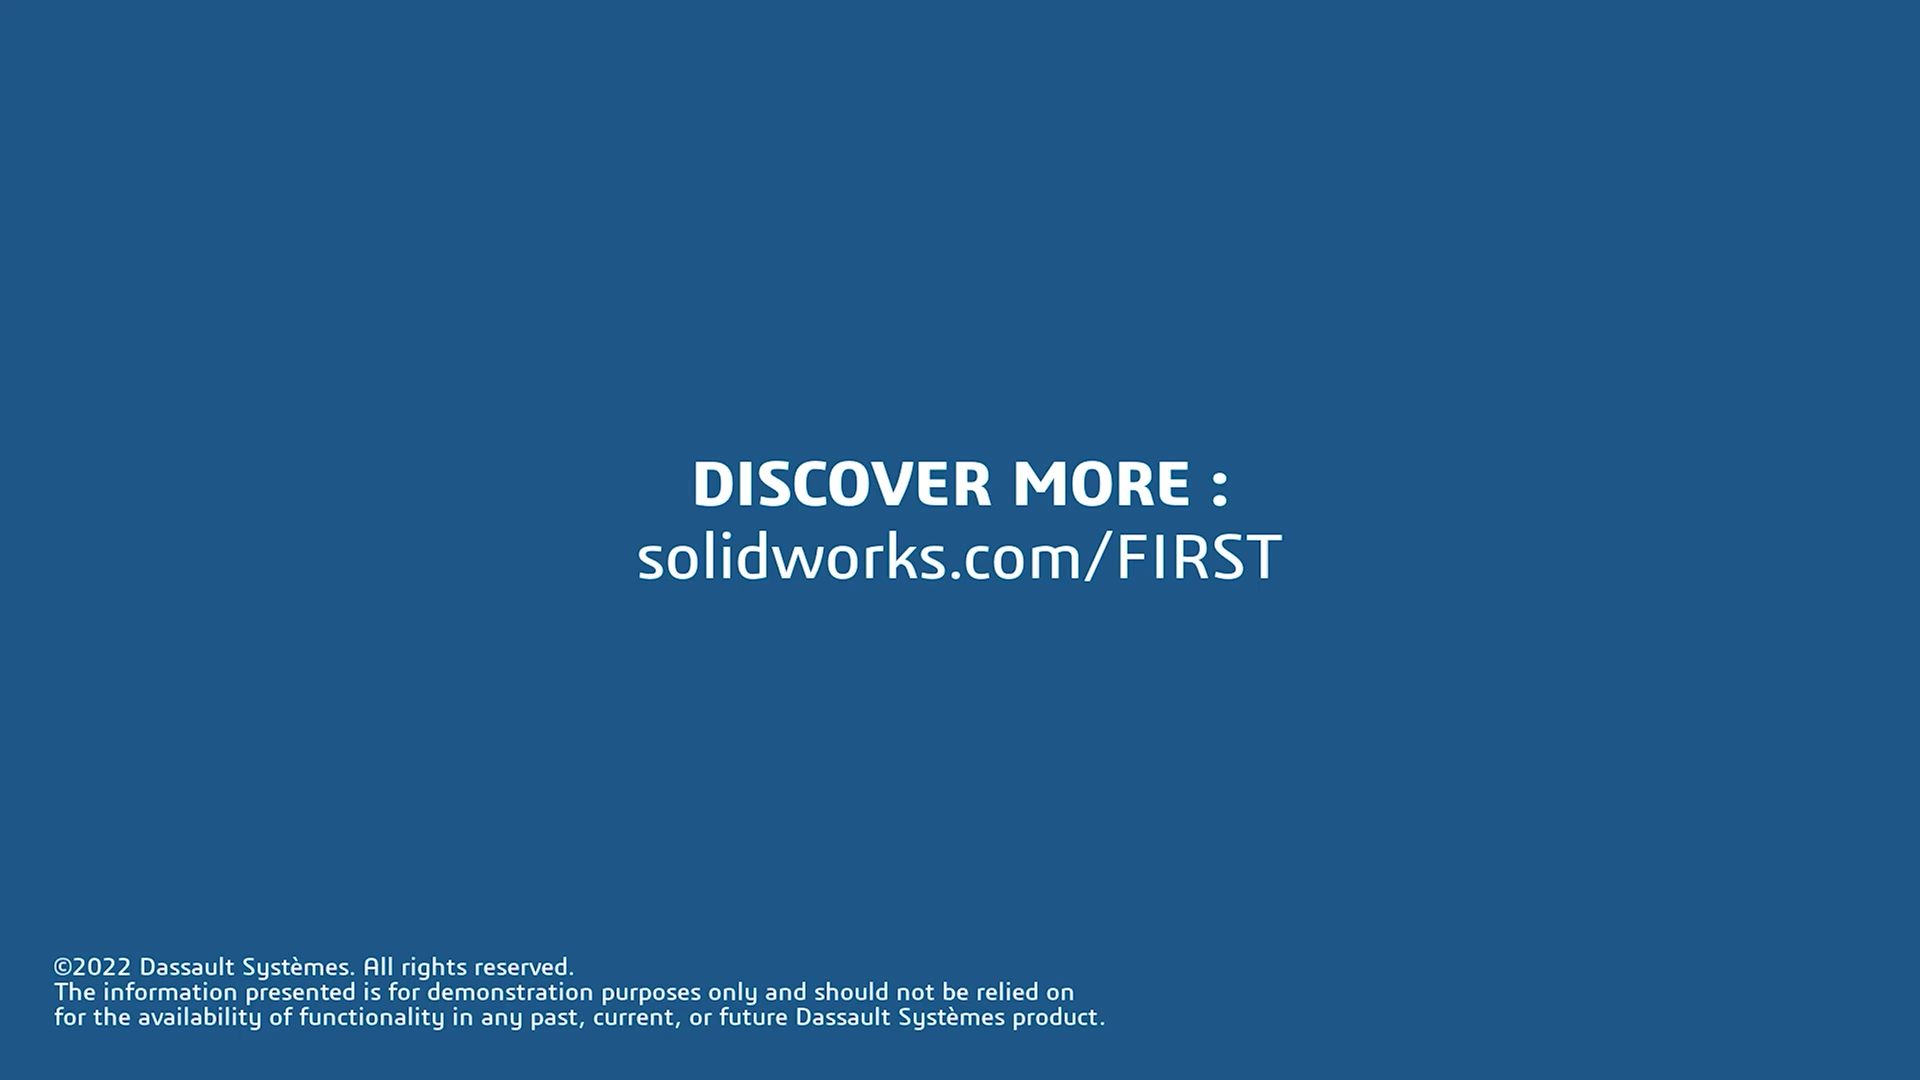 DISCOVER MORE :
solidworks.com/FIRST
©2022 Dassault Systèmes. All rights reserved.
The information presented is for demonstration purposes only and should not be relied on
for the availability of functionality in any past, current, or future Dassault Systèmes product.